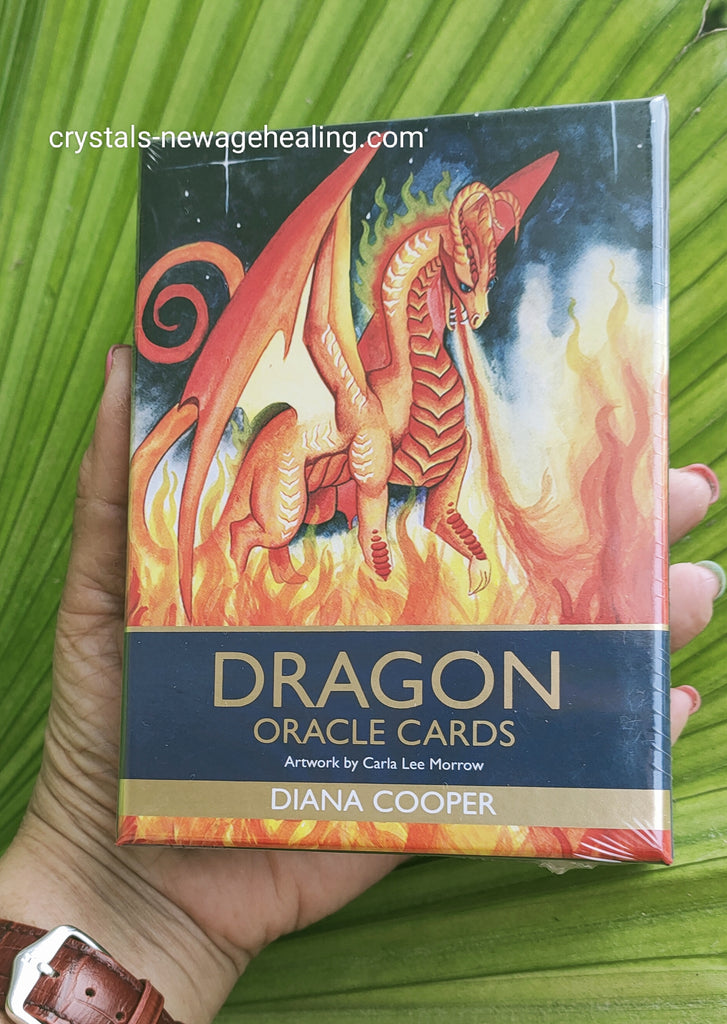 crystals-newagehealing.com
DRAGON
ORACLE CARDS
Artwork by Carla Lee Morrow
DIANA COOPER